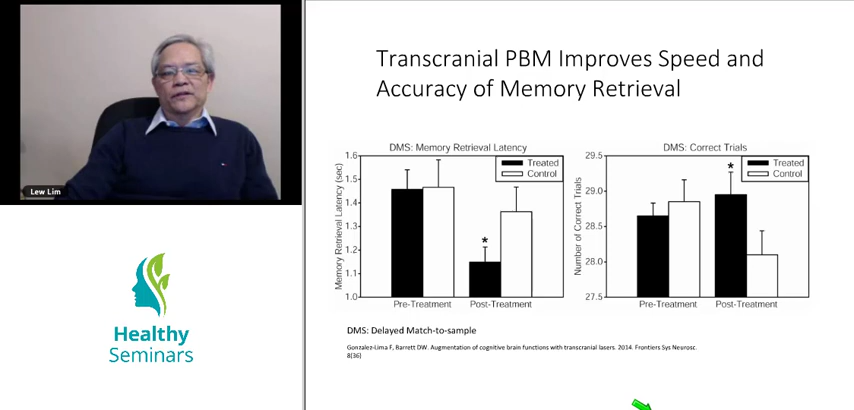 Lew Lim
Healthy
Seminars
Transcranial PBM Improves Speed and
Accuracy of Memory Retrieval
DMS: Memory Retrieval Latency
Memory Retrieval Latency (sec)
1.6
1.5
1.4
1.3
1.2
1.1
1.0
Treated
Control
*
Pre-Treatment
Post-Treatment
DMS: Correct Trials
Number of Correct Trials
29.5
29.0
28.5
28.0
27.5
Treated
Control
*
Pre-Treatment
Post-Treatment
DMS: Delayed Match-to-sample
Gonzalez-Lima F, Barrett DW. Augmentation of cognitive brain functions with transcranial lasers. 2014. Frontiers Sys Neurosc.
8(36)